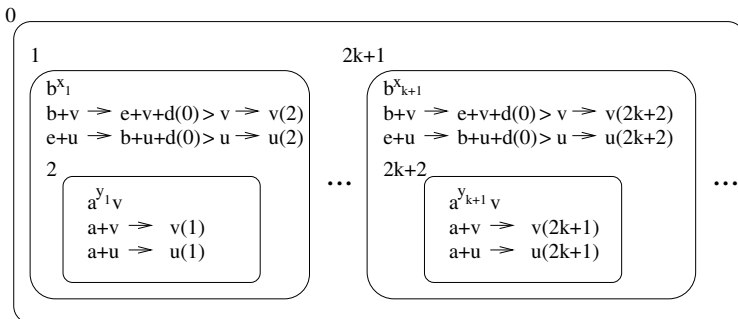 0
1 2k+1
b^x_1 b^x_{k+1}
b+v → e+v+d(0) > v → v(2) b+v → e+v+d(0) > v → v(2k+2)
e+u → b+u+d(0) > u → u(2) e+u → b+u+d(0) > u → u(2k+2)
2 ... 2k+2 ...
a^y_1 v a^y_{k+1} v
a+v → v(1) a+v → v(2k+1)
a+u → u(1) a+u → u(2k+1)